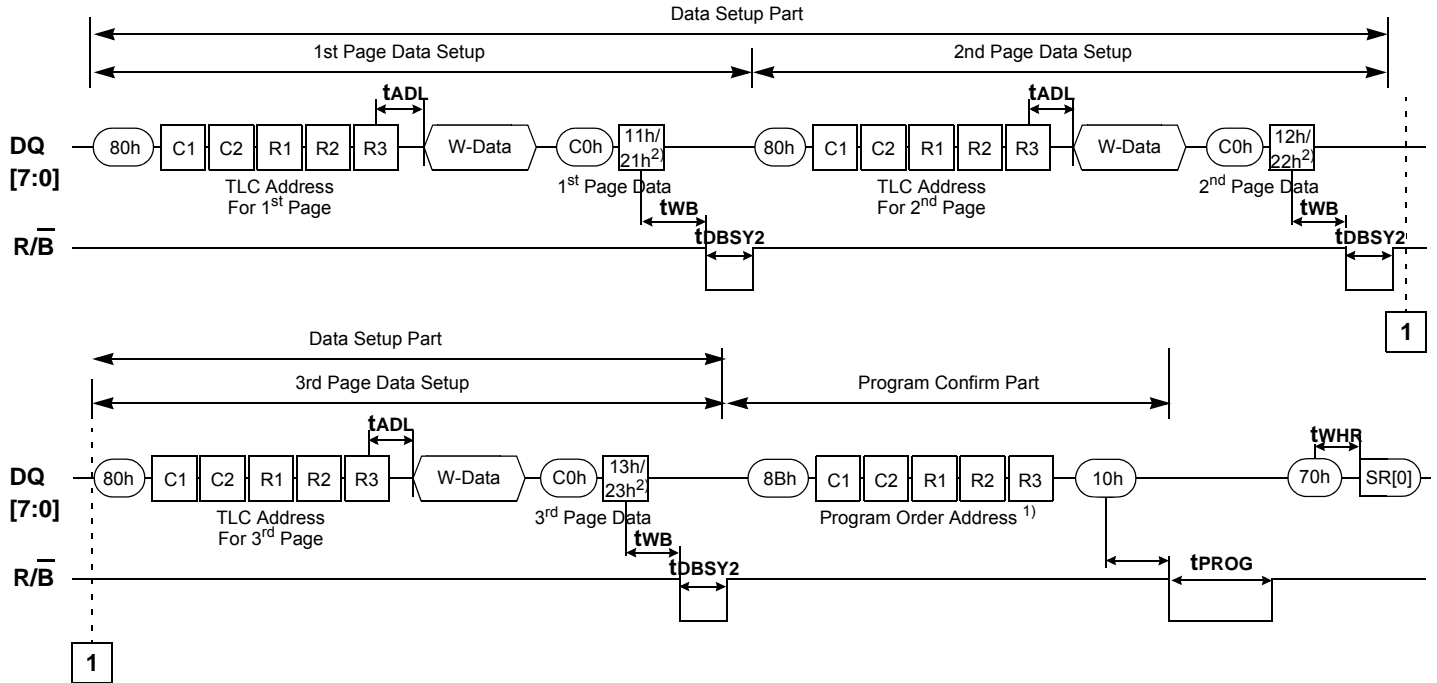 Data Setup Part
1st Page Data Setup
2nd Page Data Setup
tADL
tADL
DQ
[7:0]
80h C1 C2 R1 R2 R3 W-Data C0h 11h/
21h2)
80h C1 C2 R1 R2 R3 W-Data C0h 12h/
22h2)
TLC Address
For 1st Page
1st Page Data
TLC Address
For 2nd Page
2nd Page Data
tWB
tWB
R/B
tDBSY2
tDBSY2
1
Data Setup Part
3rd Page Data Setup
Program Confirm Part
tADL
tWHR
DQ
[7:0]
80h C1 C2 R1 R2 R3 W-Data C0h 13h/
23h2)
8Bh C1 C2 R1 R2 R3 10h 70h SR[0]
TLC Address
For 3rd Page
3rd Page Data
Program Order Address 1)
tWB
R/B
tDBSY2
tPROG
1